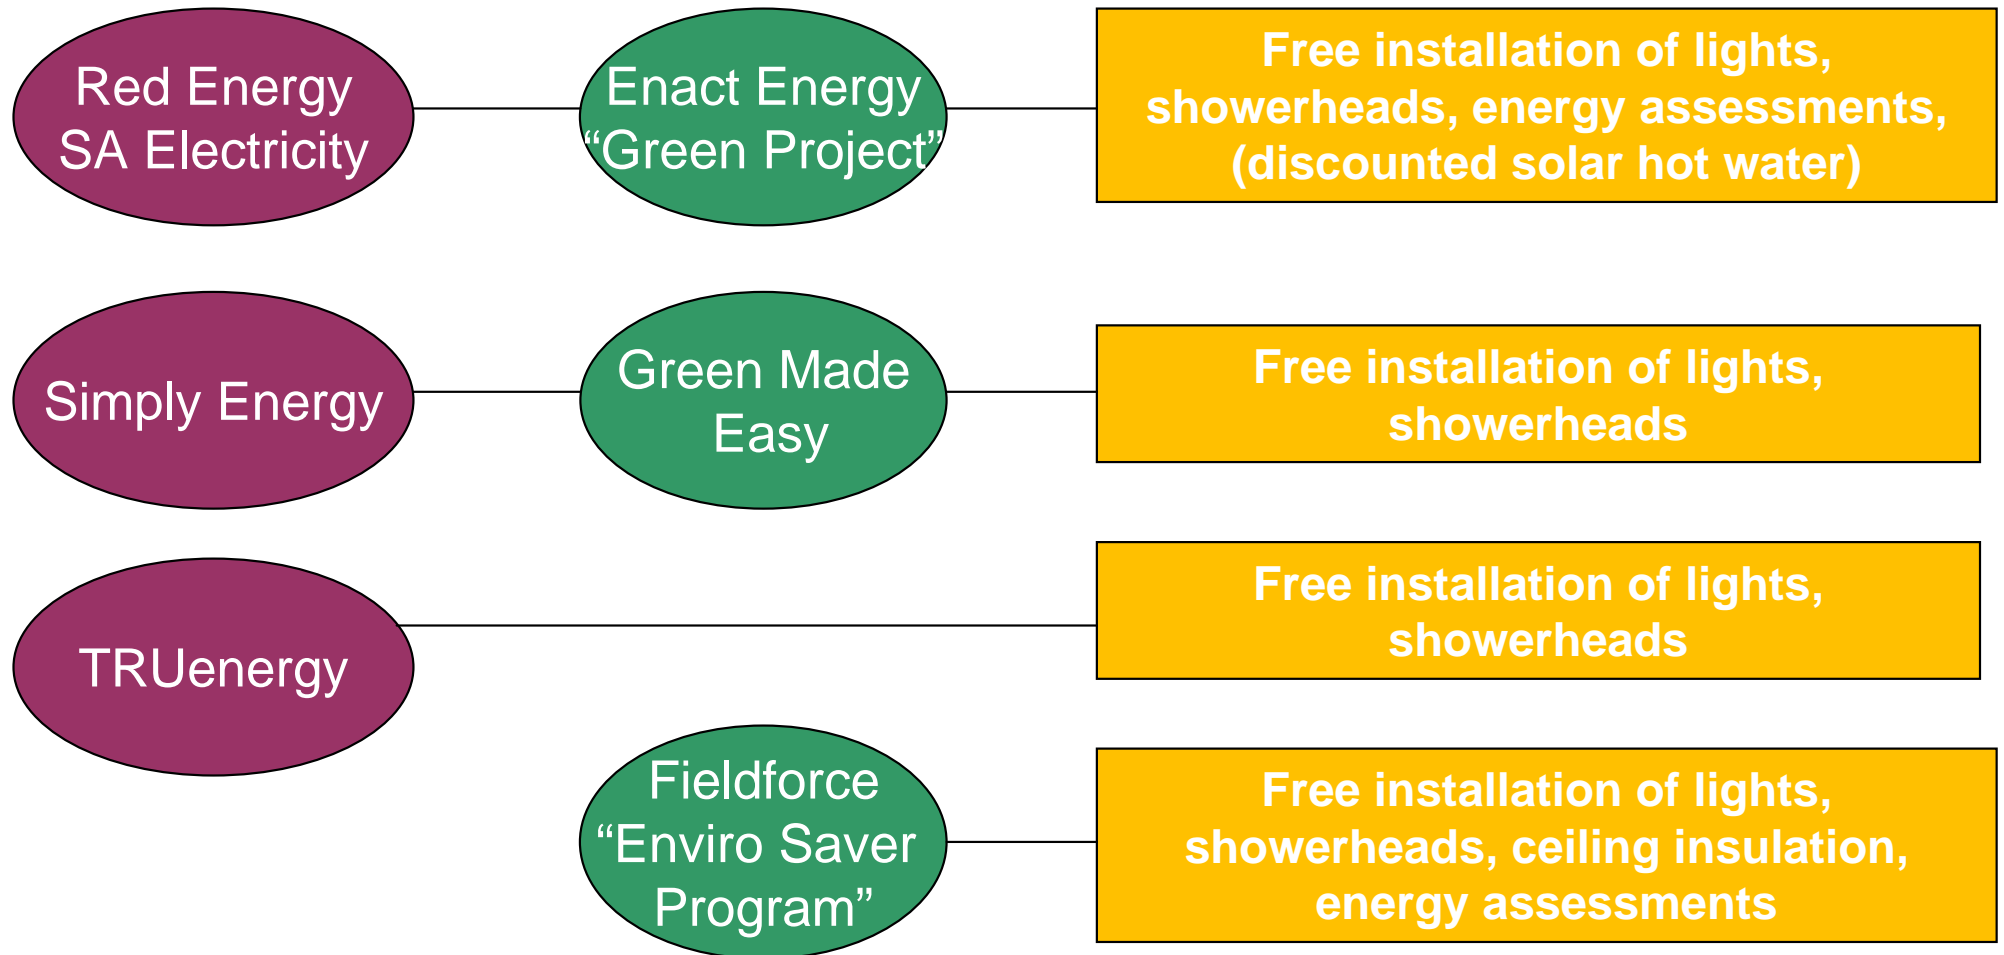 Red Energy
SA Electricity
Enact Energy
“Green Project”
Free installation of lights,
showerheads, energy assessments,
(discounted solar hot water)
Simply Energy
Green Made
Easy
Free installation of lights,
showerheads
TRUenergy
Free installation of lights,
showerheads
Fieldforce
“Enviro Saver
Program”
Free installation of lights,
showerheads, ceiling insulation,
energy assessments